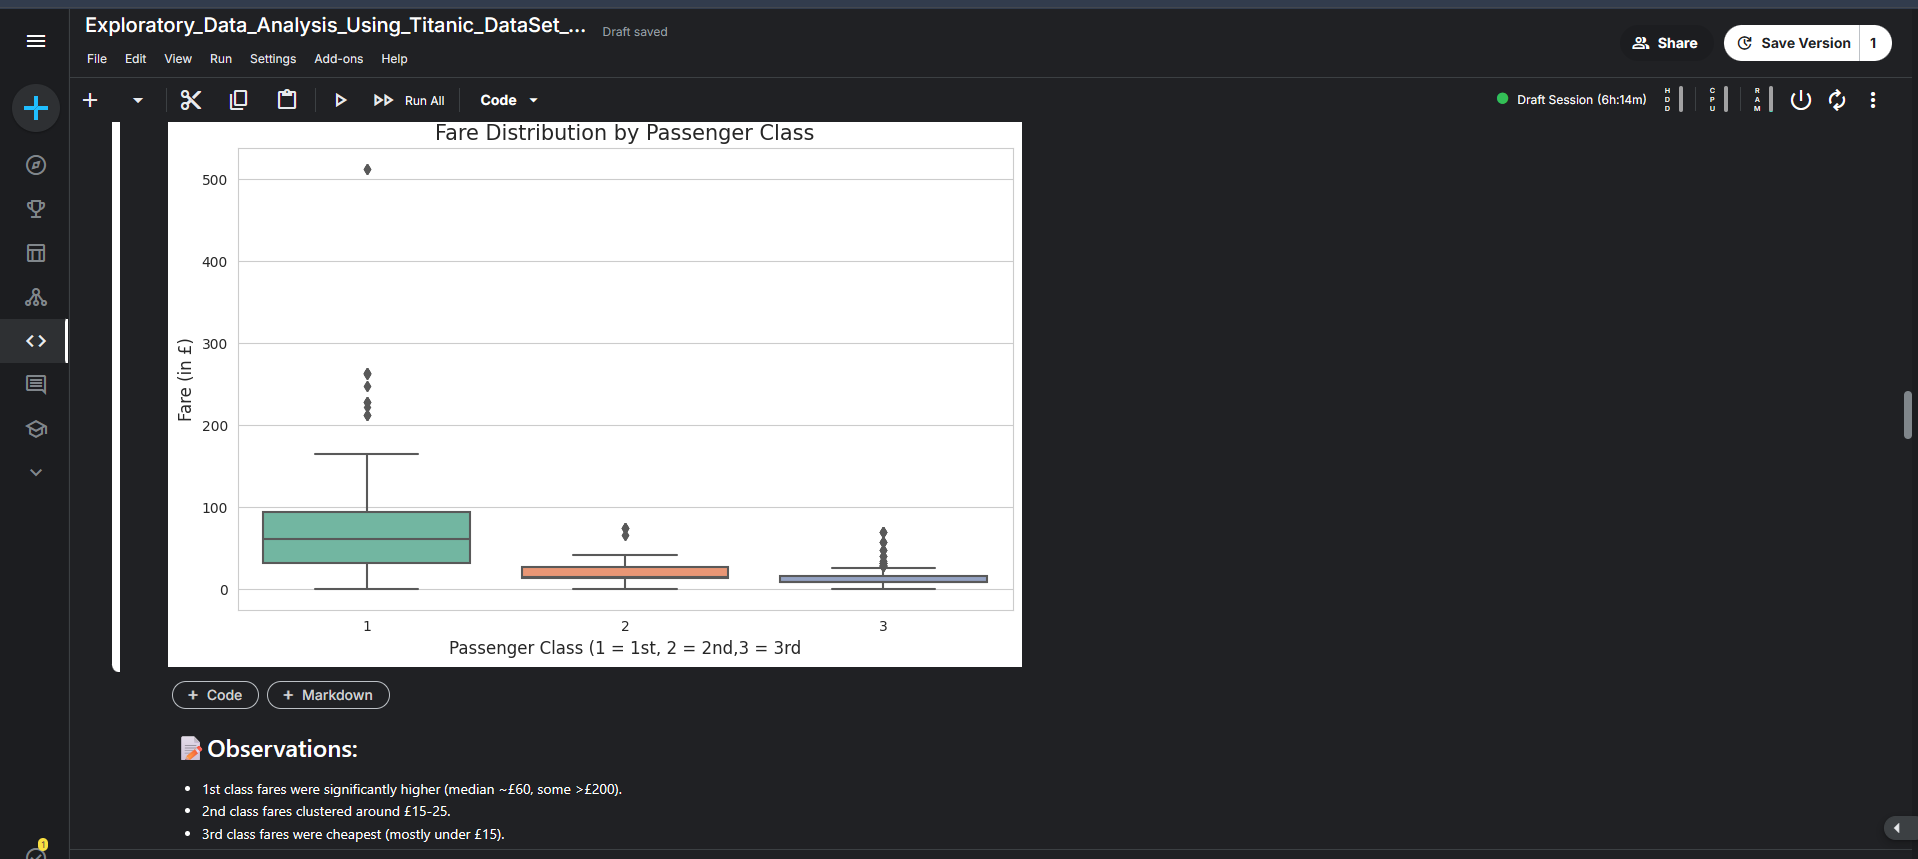 Exploratory_Data_Analysis_Using_Titanic_DataSet_... Draft saved
Share
Save Version 1
File Edit View Run Settings Add-ons Help
Run All
Code
Draft Session (6h:14m)
HDD
CPU
RAM
Fare Distribution by Passenger Class
500
400
300
200
100
0
Fare (in £)
1 2 3
Passenger Class (1 = 1st, 2 = 2nd,3 = 3rd
+ Code + Markdown
Observations:
• 1st class fares were significantly higher (median ~£60, some >£200).
• 2nd class fares clustered around £15-25.
• 3rd class fares were cheapest (mostly under £15).
1